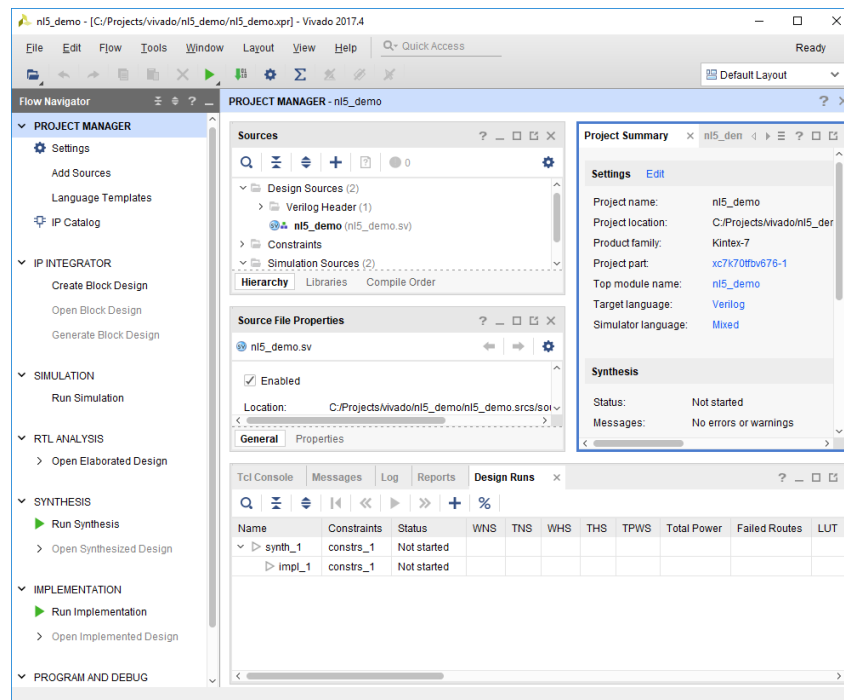 nl5_demo - [C:/Projects/vivado/nl5_demo/nl5_demo.xpr] - Vivado 2017.4
File Edit Flow Tools Window Layout View Help Quick Access Ready
Default Layout
Flow Navigator
PROJECT MANAGER
Settings
Add Sources
Language Templates
IP Catalog
IP INTEGRATOR
Create Block Design
Open Block Design
Generate Block Design
SIMULATION
Run Simulation
RTL ANALYSIS
Open Elaborated Design
SYNTHESIS
Run Synthesis
Open Synthesized Design
IMPLEMENTATION
Run Implementation
Open Implemented Design
PROGRAM AND DEBUG
PROJECT MANAGER - nl5_demo
Sources
0
Design Sources (2)
Verilog Header (1)
nl5_demo (nl5_demo.sv)
Constraints
Simulation Sources (2)
Hierarchy Libraries Compile Order
Source File Properties
nl5_demo.sv
Enabled
Location: C:/Projects/vivado/nl5_demo/nl5_demo.srcs/sou
General Properties
Project Summary nl5_dem
Settings Edit
Project name: nl5_demo
Project location: C:/Projects/vivado/nl5_der
Product family: Kintex-7
Project part: xc7k70tfbv676-1
Top module name: nl5_demo
Target language: Verilog
Simulator language: Mixed
Synthesis
Status: Not started
Messages: No errors or warnings
Tcl Console Messages Log Reports Design Runs
Name Constraints Status WNS TNS WHS THS TPWS Total Power Failed Routes LUT
synth_1 constrs_1 Not started
impl_1 constrs_1 Not started